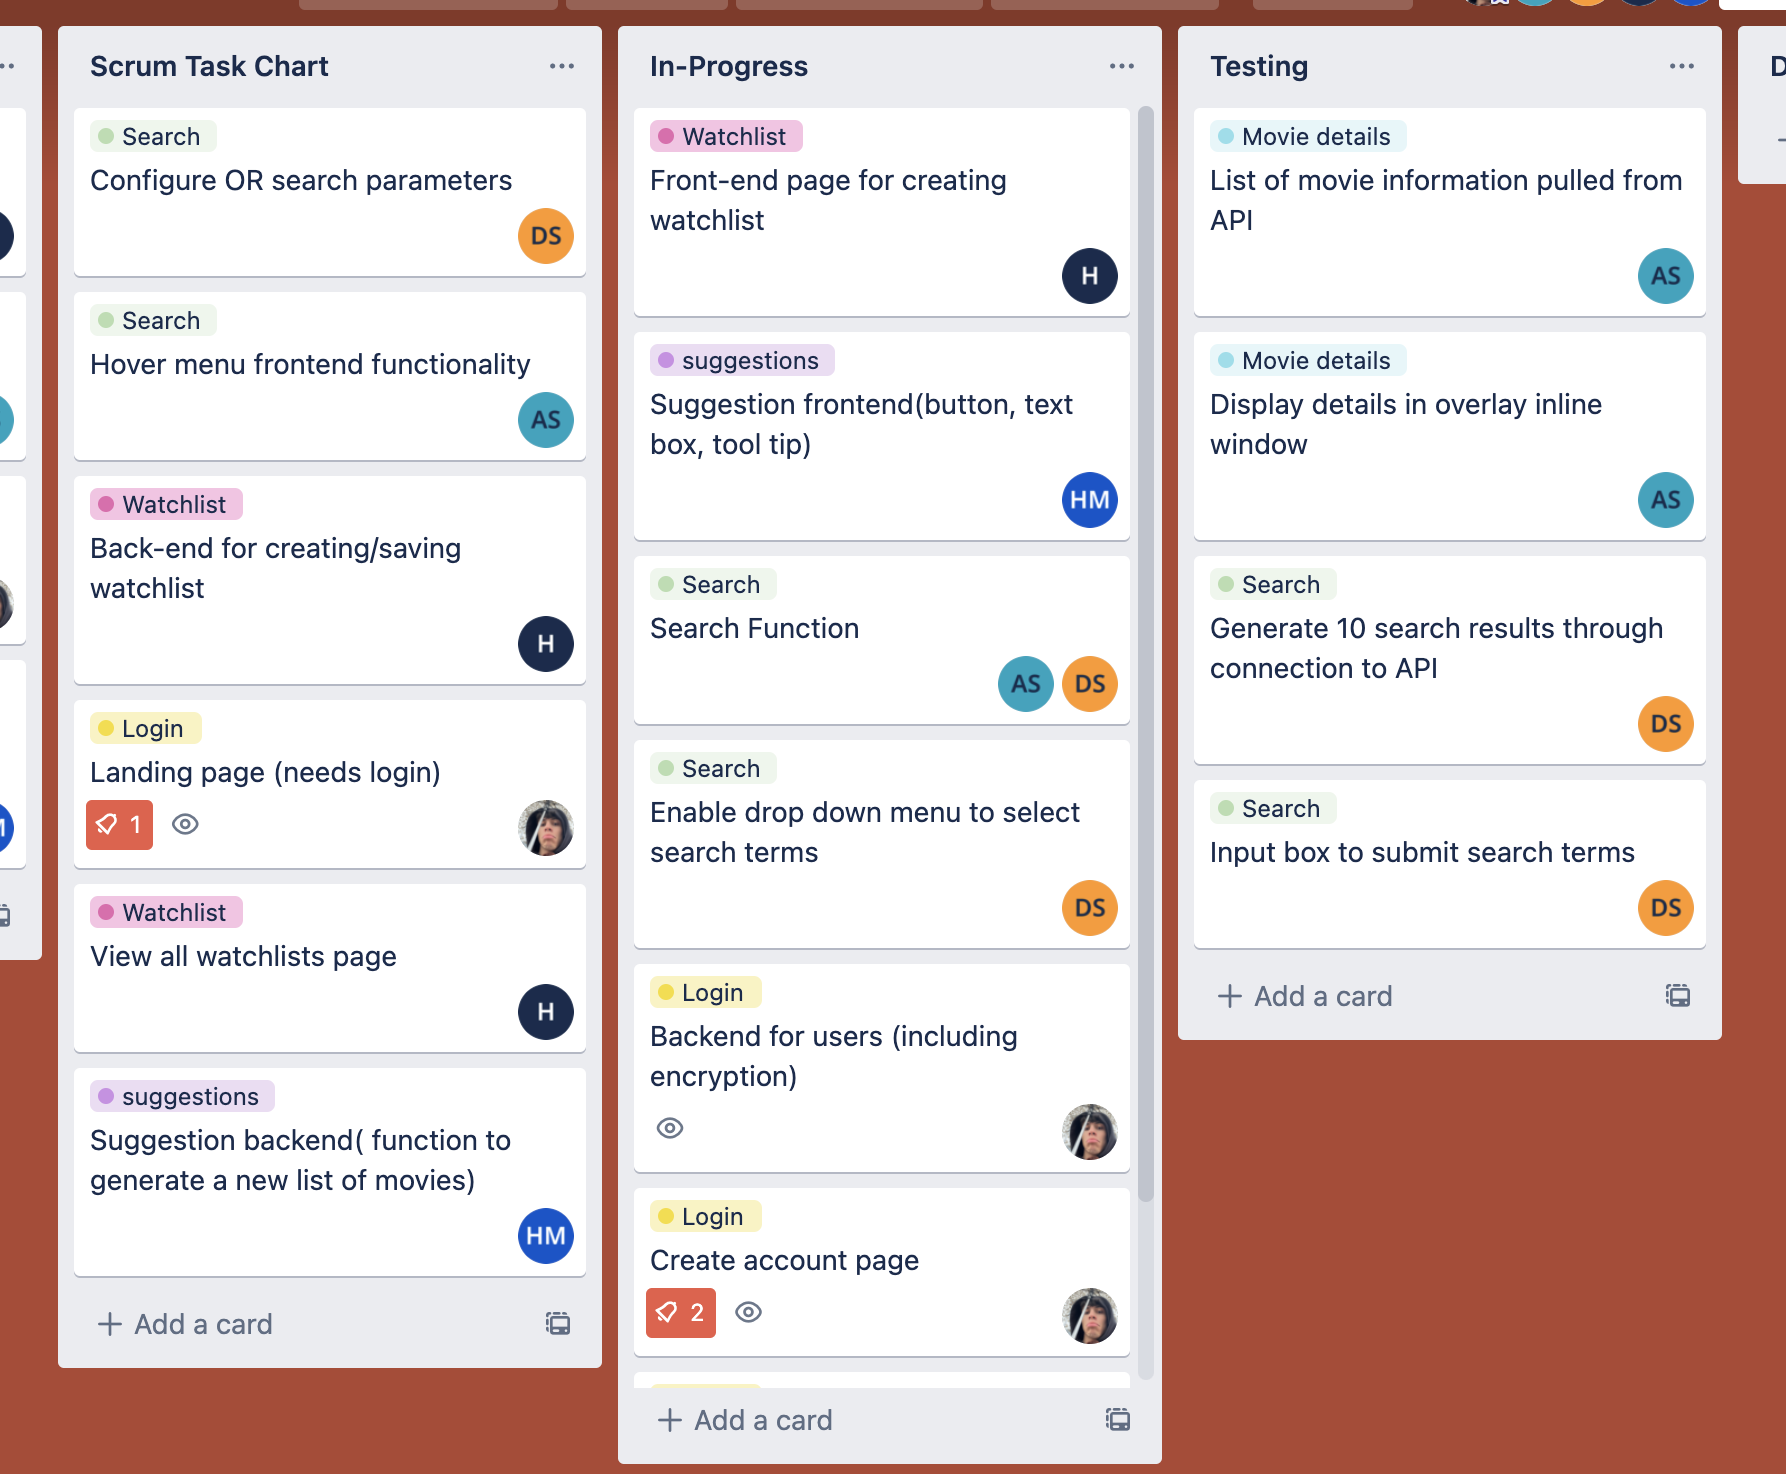 Scrum Task Chart
Search
Configure OR search parameters
DS
Search
Hover menu frontend functionality
AS
Watchlist
Back-end for creating/saving
watchlist
H
Login
Landing page (needs login)
1
Watchlist
View all watchlists page
H
suggestions
Suggestion backend( function to
generate a new list of movies)
HM
+ Add a card
In-Progress
Watchlist
Front-end page for creating
watchlist
H
suggestions
Suggestion frontend(button, text
box, tool tip)
HM
Search
Search Function
AS DS
Search
Enable drop down menu to select
search terms
DS
Login
Backend for users (including
encryption)
Login
Create account page
2
+ Add a card
Testing
Movie details
List of movie information pulled from
API
AS
Movie details
Display details in overlay inline
window
AS
Search
Generate 10 search results through
connection to API
DS
Search
Input box to submit search terms
DS
+ Add a card